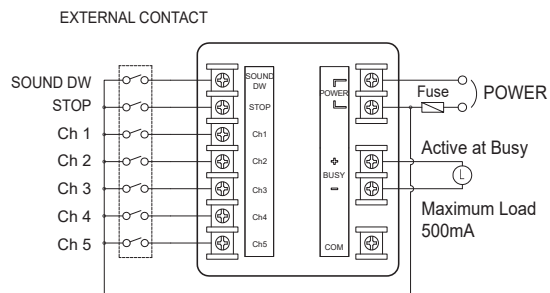 EXTERNAL CONTACT
SOUND DW
STOP
Ch 1
Ch 2
Ch 3
Ch 4
Ch 5
SOUND
DW
STOP
Ch1
Ch2
Ch3
Ch4
Ch5
POWER
+
BUSY
−
COM
Fuse
POWER
Active at Busy
L
Maximum Load
500mA